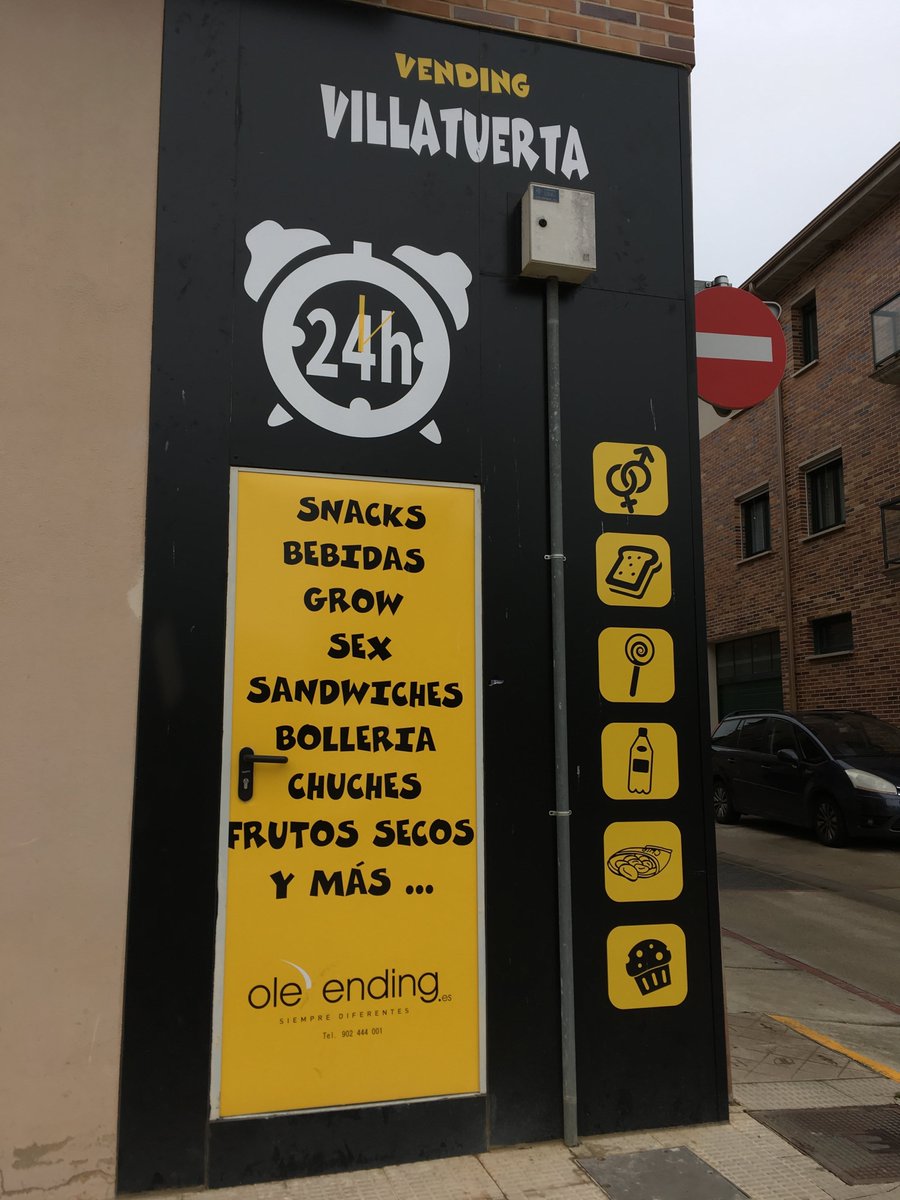 VENDING
VILLATUERTA
24h
SNACKS
BEBIDAS
GROW
SEX
SANDWICHES
BOLLERIA
CHUCHES
FRUTOS SECOS
Y MÁS ...
ole ending.es
SIEMPRE DIFERENTES
Tel. 902 444 001